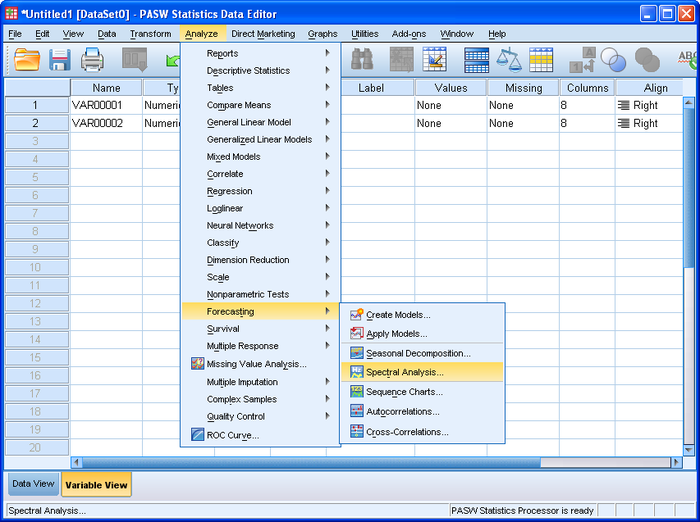 *Untitled1 [DataSet0] - PASW Statistics Data Editor
File Edit View Data Transform Analyze Direct Marketing Graphs Utilities Add-ons Window Help
Name Ty Label Values Missing Columns Align
1 VAR00001 Numeric None None 8 Right
2 VAR00002 Numeric None None 8 Right
3
4
5
6
7
8
9
10
11
12
13
14
15
16
17
18
19
20
Reports
Descriptive Statistics
Tables
Compare Means
General Linear Model
Generalized Linear Models
Mixed Models
Correlate
Regression
Loglinear
Neural Networks
Classify
Dimension Reduction
Scale
Nonparametric Tests
Forecasting
Survival
Multiple Response
Missing Value Analysis...
Multiple Imputation
Complex Samples
Quality Control
ROC Curve...
Create Models...
Apply Models...
Seasonal Decomposition...
Spectral Analysis...
Sequence Charts...
Autocorrelations...
Cross-Correlations...
Data View Variable View
Spectral Analysis... PASW Statistics Processor is ready